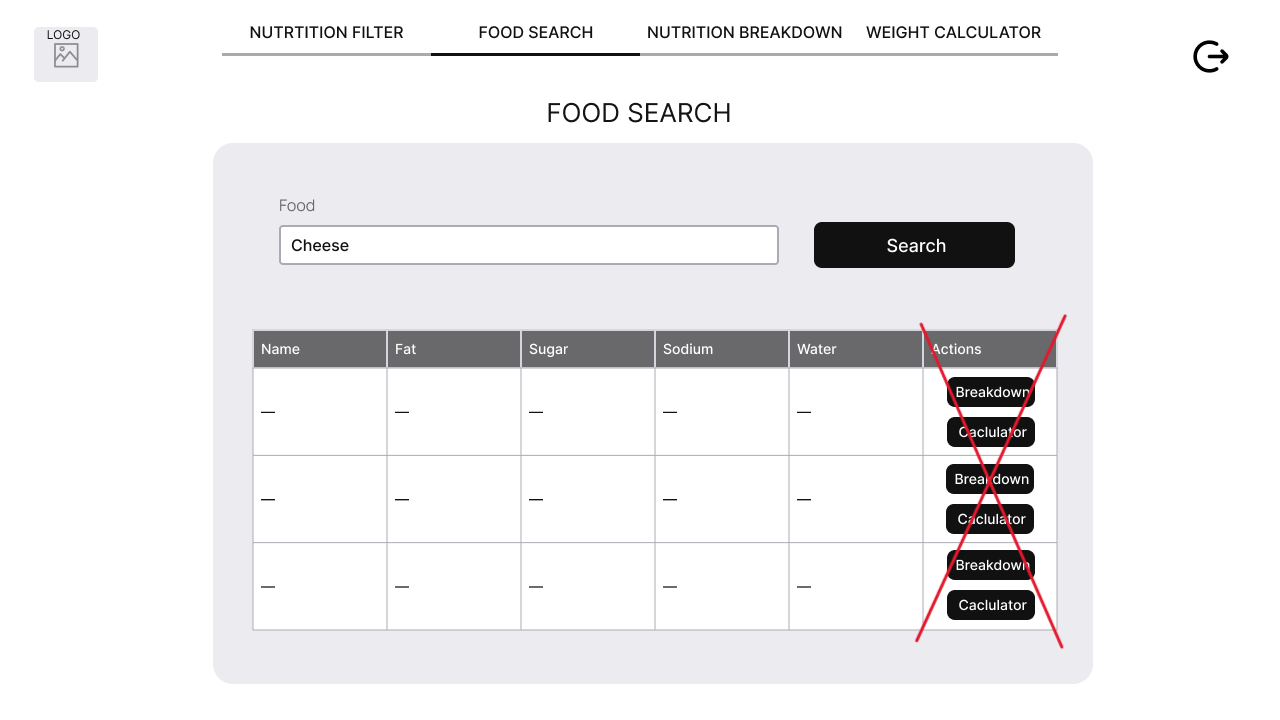 LOGO
NUTRTITION FILTER FOOD SEARCH NUTRITION BREAKDOWN WEIGHT CALCULATOR
FOOD SEARCH
Food
Cheese
Search
Name Fat Sugar Sodium Water Actions
Breakdown
— — — — —
Caclulator
Breakdown
— — — — —
Caclulator
Breakdown
— — — — —
Caclulator